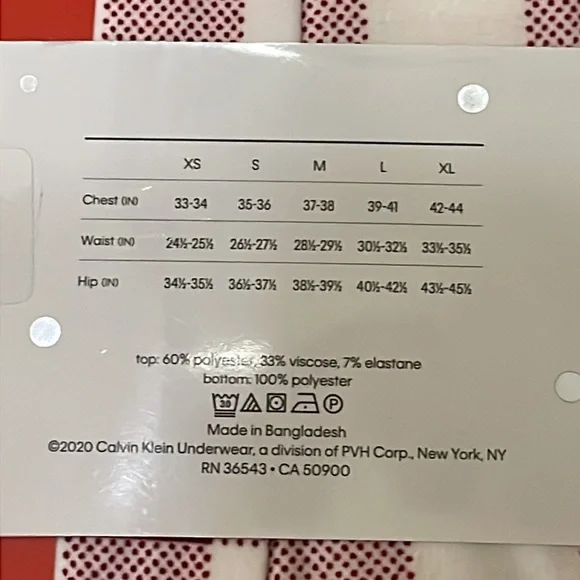 XS S M L XL
Chest (IN) 33-34 35-36 37-38 39-41 42-44
Waist (IN) 24½-25½ 26½-27½ 28½-29½ 30½-32½ 33½-35½
Hip (IN) 34½-35½ 36½-37½ 38½-39½ 40½-42½ 43½-45½
top: 60% polyester, 33% viscose, 7% elastane
bottom: 100% polyester
30 P
Made in Bangladesh
©2020 Calvin Klein Underwear, a division of PVH Corp., New York, NY
RN 36543 • CA 50900